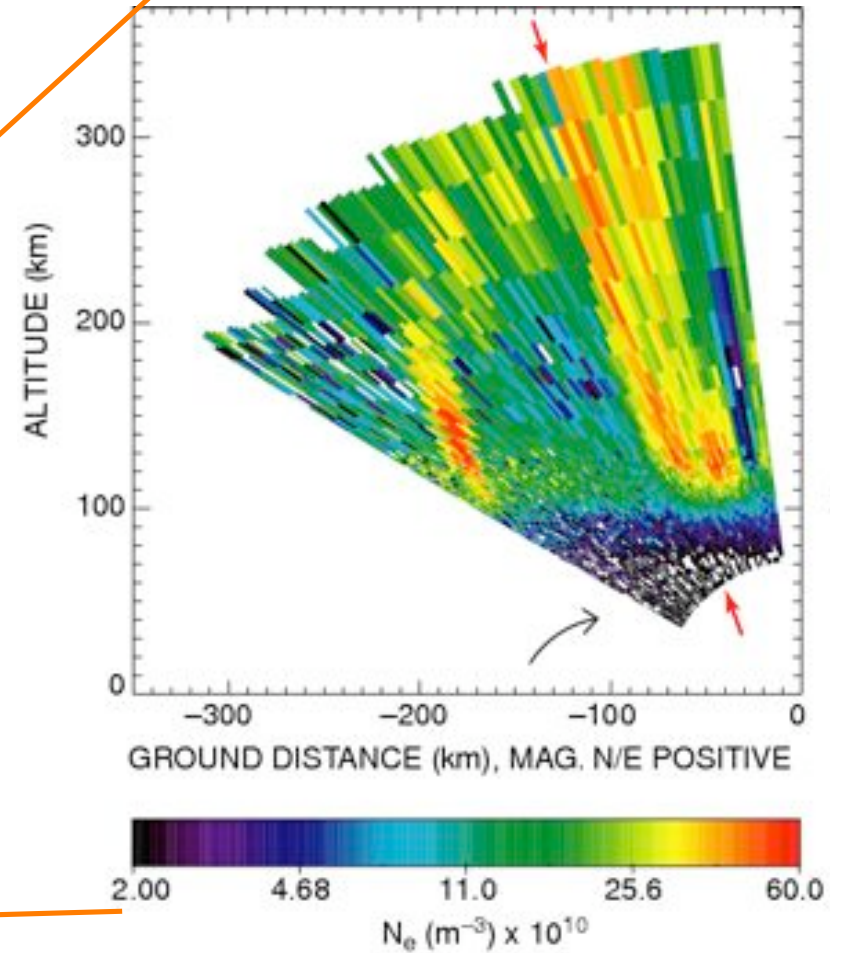 300
200
100
0
ALTITUDE (km)
−300 −200 −100 0
GROUND DISTANCE (km), MAG. N/E POSITIVE
2.00 4.68 11.0 25.6 60.0
Nₑ (m⁻³) x 10¹⁰